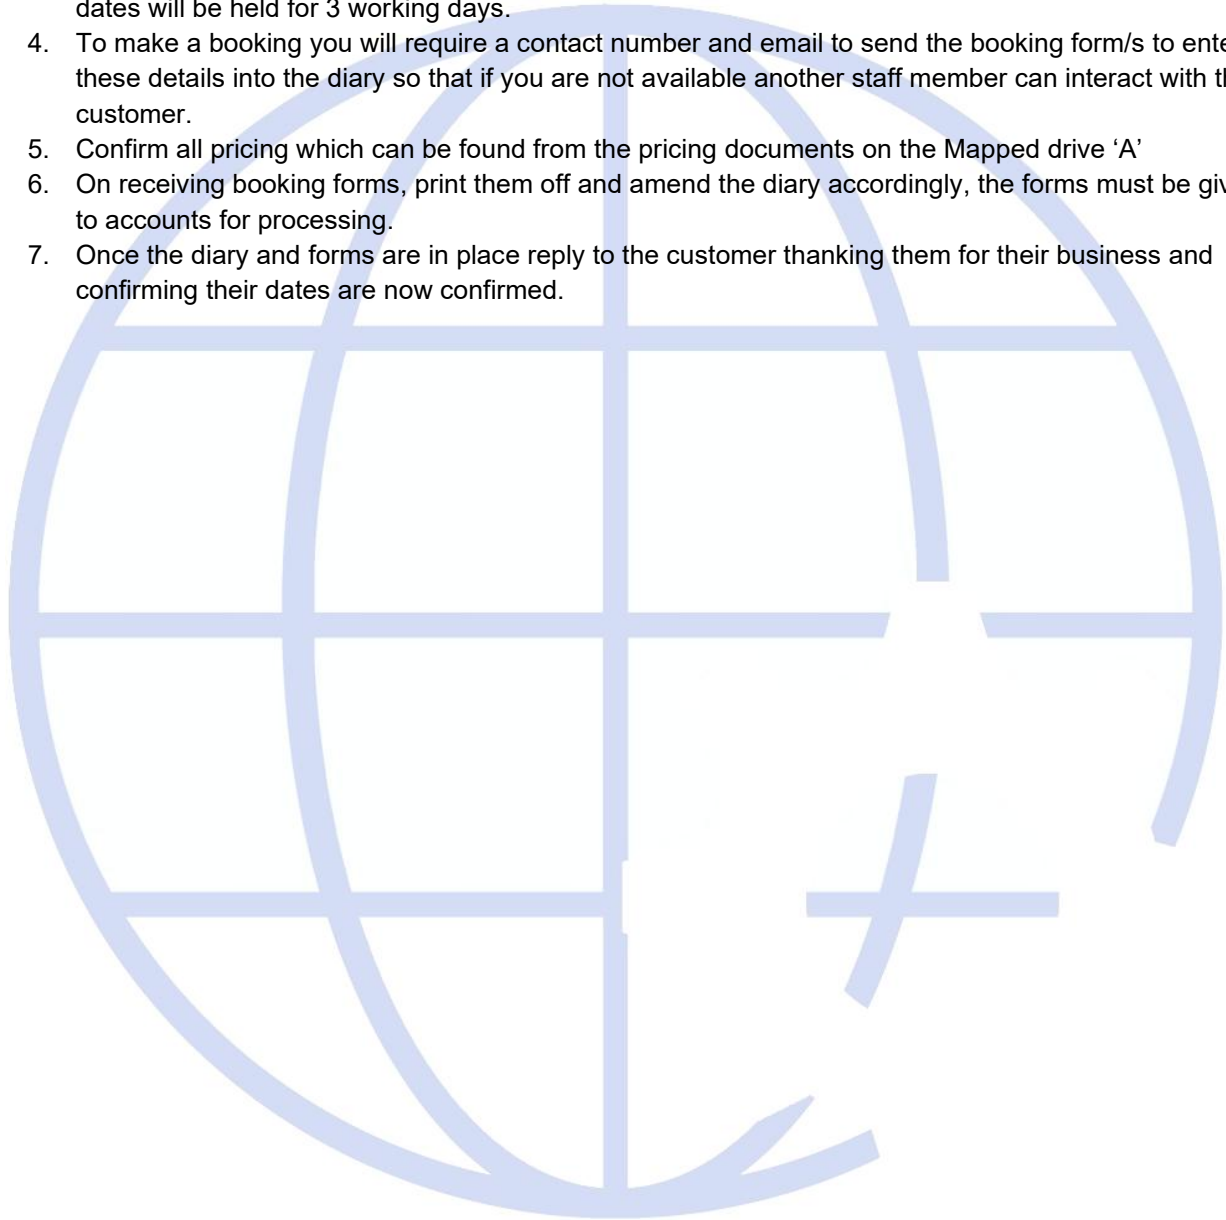 dates will be held for 3 working days.
4. To make a booking you will require a contact number and email to send the booking form/s to ente
these details into the diary so that if you are not available another staff member can interact with th
customer.
5. Confirm all pricing which can be found from the pricing documents on the Mapped drive ‘A’
6. On receiving booking forms, print them off and amend the diary accordingly, the forms must be giv
to accounts for processing.
7. Once the diary and forms are in place reply to the customer thanking them for their business and
confirming their dates are now confirmed.